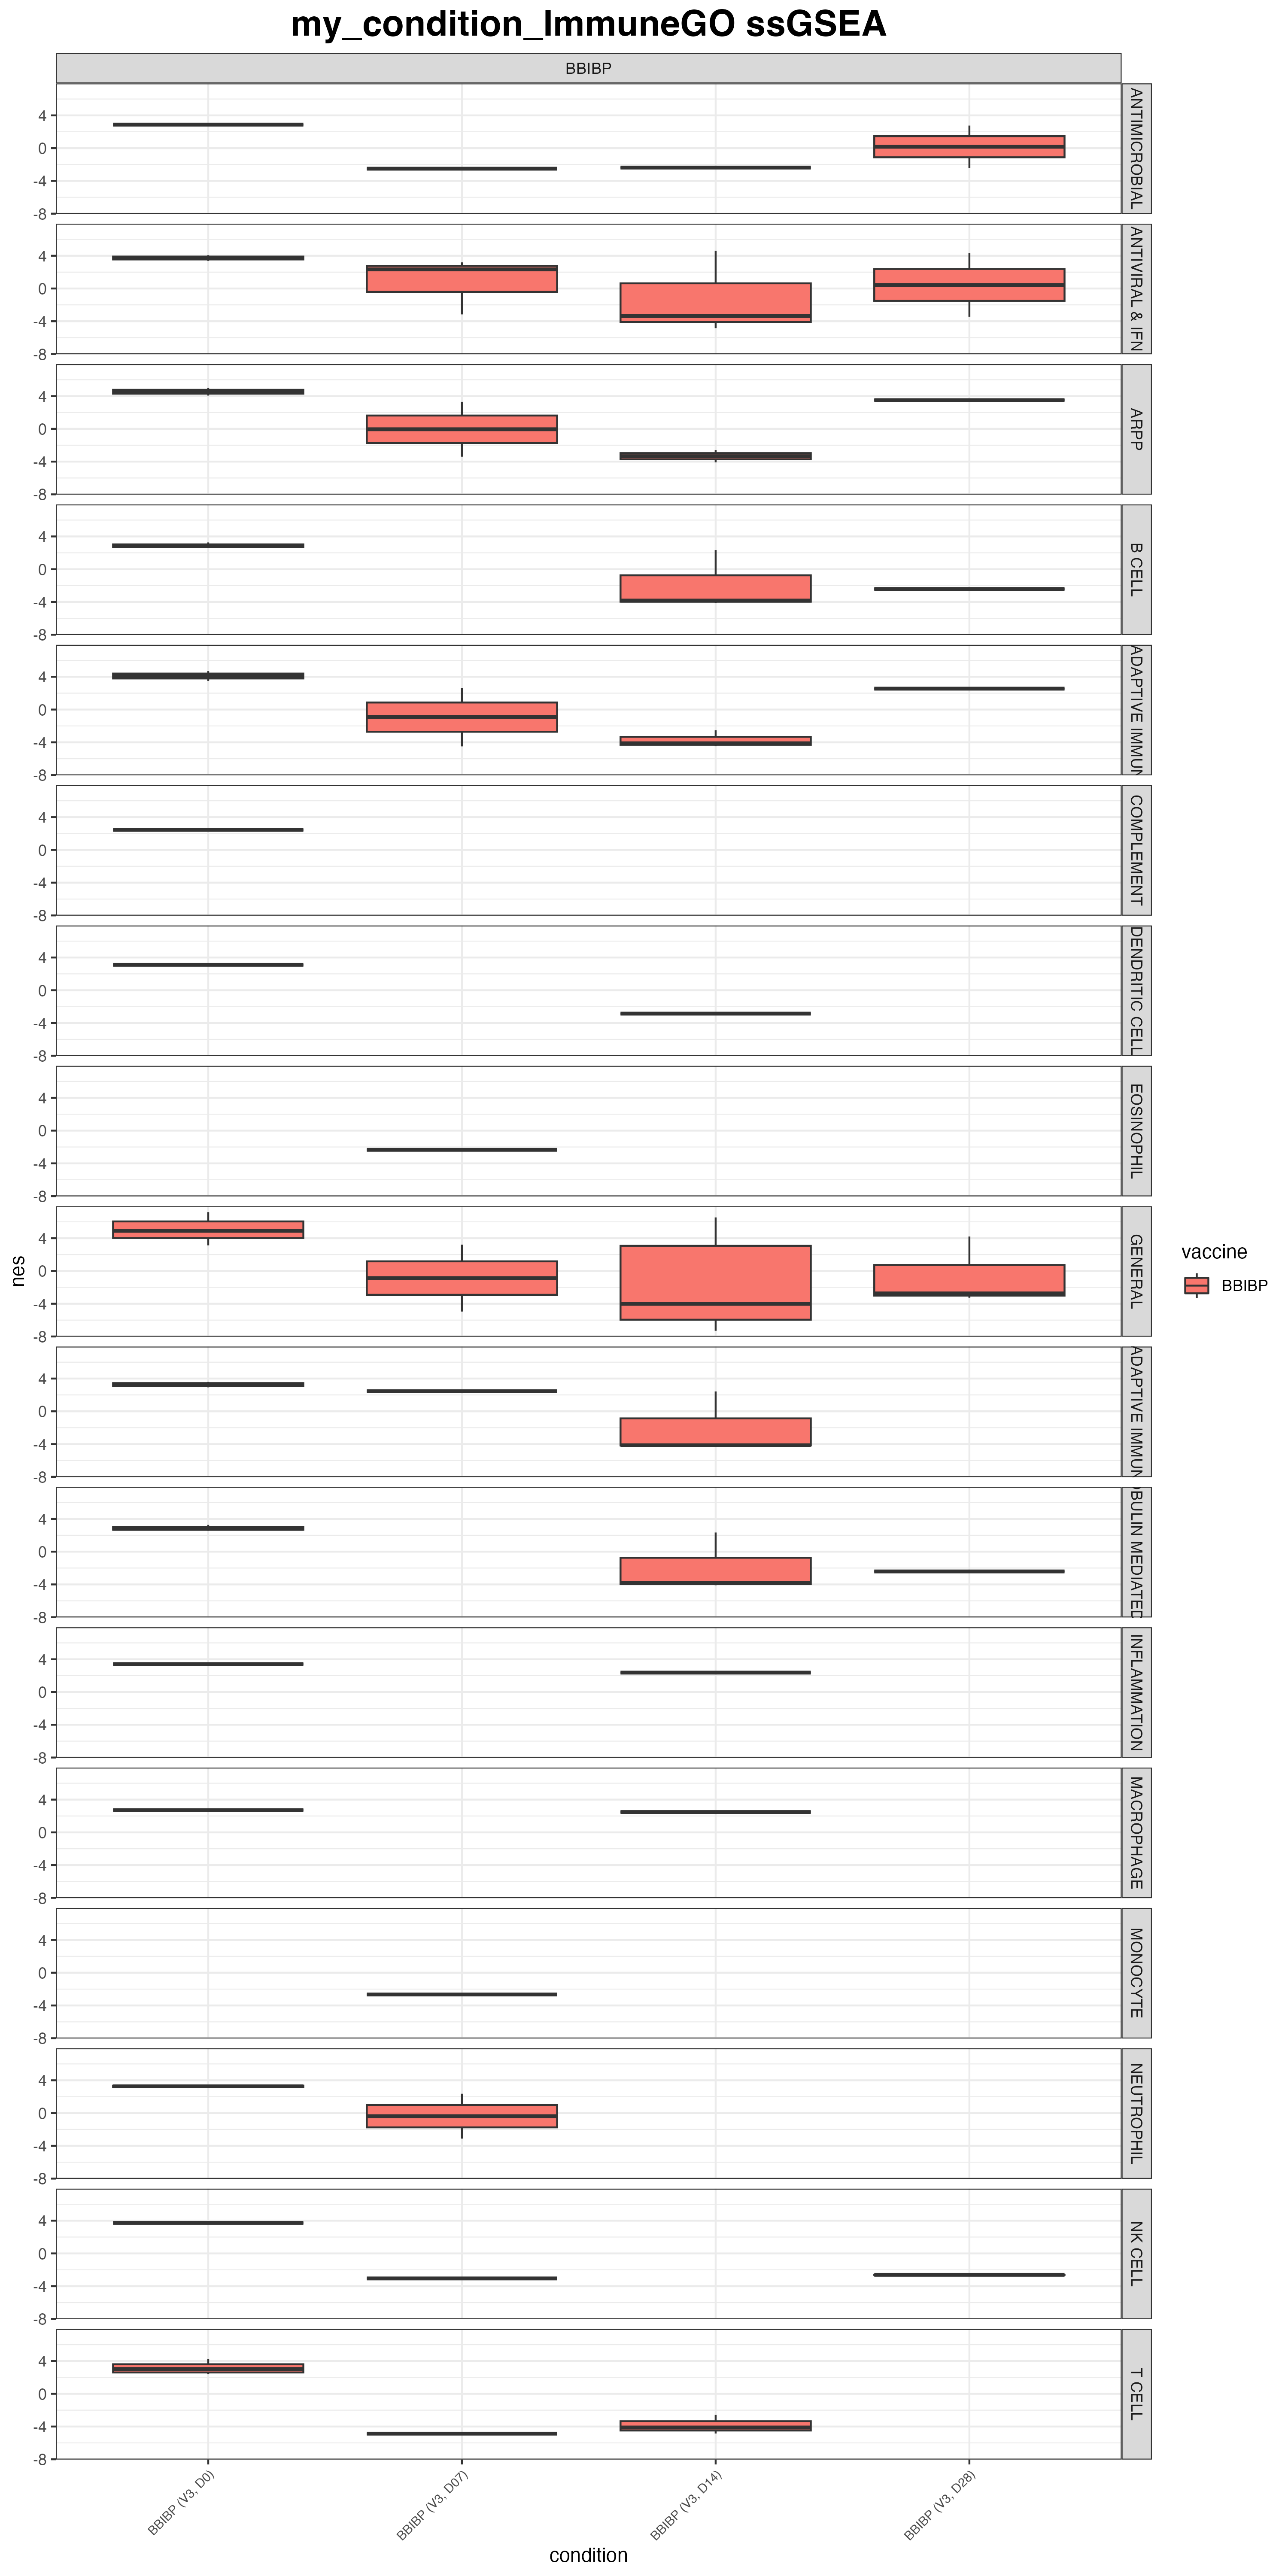 my_condition_ImmuneGO ssGSEA
BBIBP
4
0
-4
-8
ANTIMICROBIAL
4
0
-4
-8
ANTIVIRAL & IFN
4
0
-4
-8
ARPP
4
0
-4
-8
B CELL
4
0
-4
-8
ADAPTIVE IMMUN
4
0
-4
-8
COMPLEMENT
4
0
-4
-8
DENDRITIC CELL
4
0
-4
-8
EOSINOPHIL
4
0
-4
-8
GENERAL
4
0
-4
-8
ADAPTIVE IMMUN
4
0
-4
-8
OBULIN MEDIATED
4
0
-4
-8
INFLAMMATION
4
0
-4
-8
MACROPHAGE
4
0
-4
-8
MONOCYTE
4
0
-4
-8
NEUTROPHIL
4
0
-4
-8
NK CELL
4
0
-4
-8
T CELL
nes
vaccine
BBIBP
BBIBP (V3, D0)
BBIBP (V3, D07)
BBIBP (V3, D14)
BBIBP (V3, D28)
condition